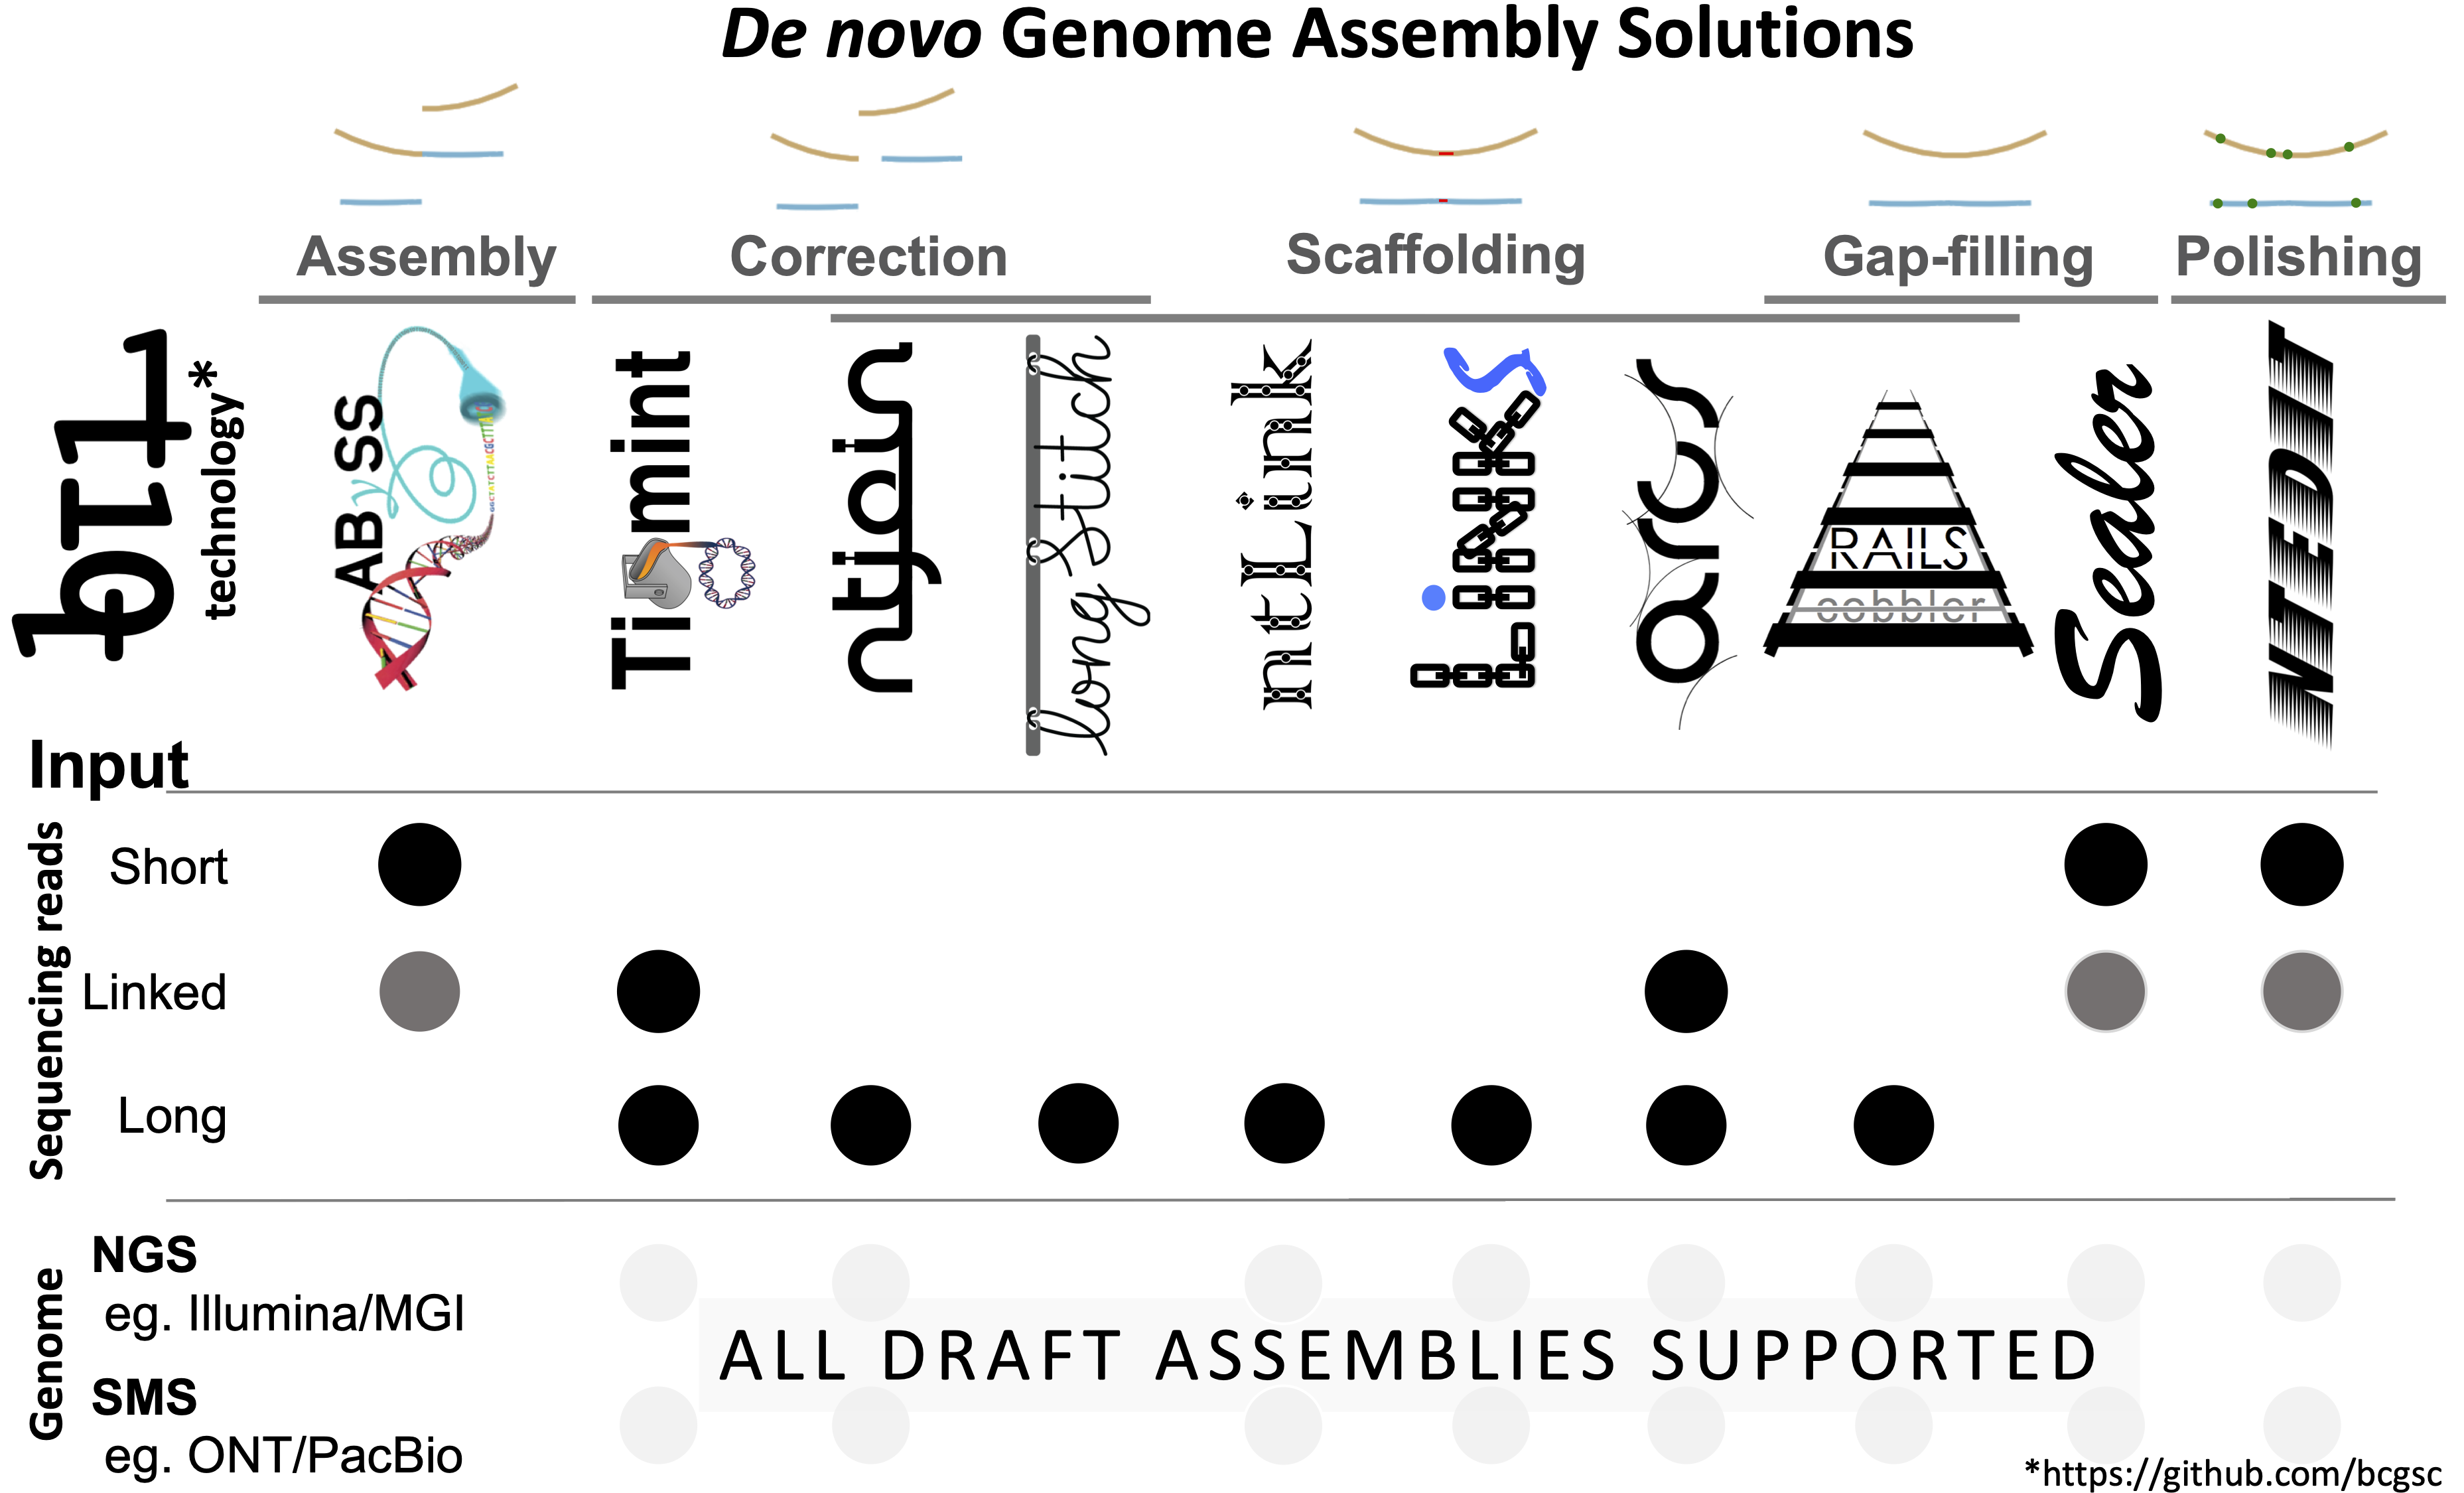 De novo Genome Assembly Solutions
Assembly
Correction
Scaffolding
Gap-filling
Polishing
btl
technology*
ABySS
Tigmint
ntJoin
longStitch
ntLink
LiNKS
arcs
RAILS
cobbler
Sealer
NTEDIT
Input
Sequencing reads
Short
Linked
Long
Genome
NGS
eg. Illumina/MGI
ALL DRAFT ASSEMBLIES SUPPORTED
SMS
eg. ONT/PacBio
*https://github.com/bcgsc